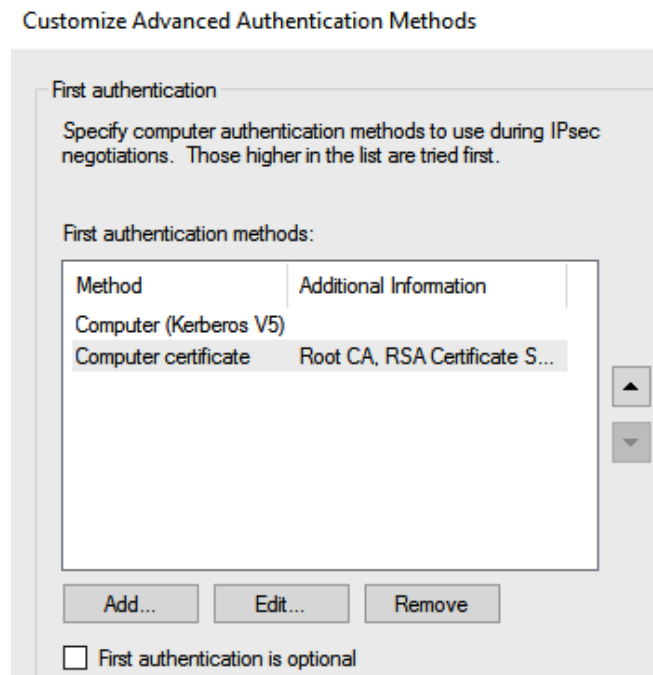 Customize Advanced Authentication Methods
First authentication
Specify computer authentication methods to use during IPsec
negotiations. Those higher in the list are tried first.
First authentication methods:
Method Additional Information
Computer (Kerberos V5)
Computer certificate Root CA, RSA Certificate S...
Add... Edit... Remove
First authentication is optional